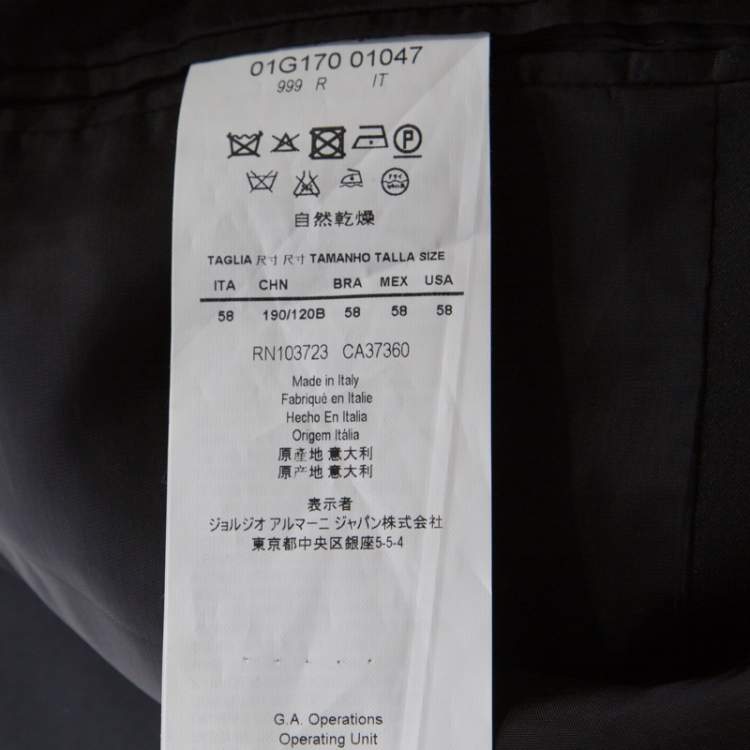 01G170 01047
999 R IT
P
自然乾燥
TAGLIA 尺寸 尺寸 TAMANHO TALLA SIZE
ITA CHN BRA MEX USA
58 190/120B 58 58 58
RN103723 CA37360
Made in Italy
Fabriqué en Italie
Hecho En Italia
Origem Itália
原產地 意大利
原产地 意大利
表示者
ジョルジオ アルマーニ ジャパン株式会社
東京都中央区銀座5-5-4
G.A. Operations
Operating Unit